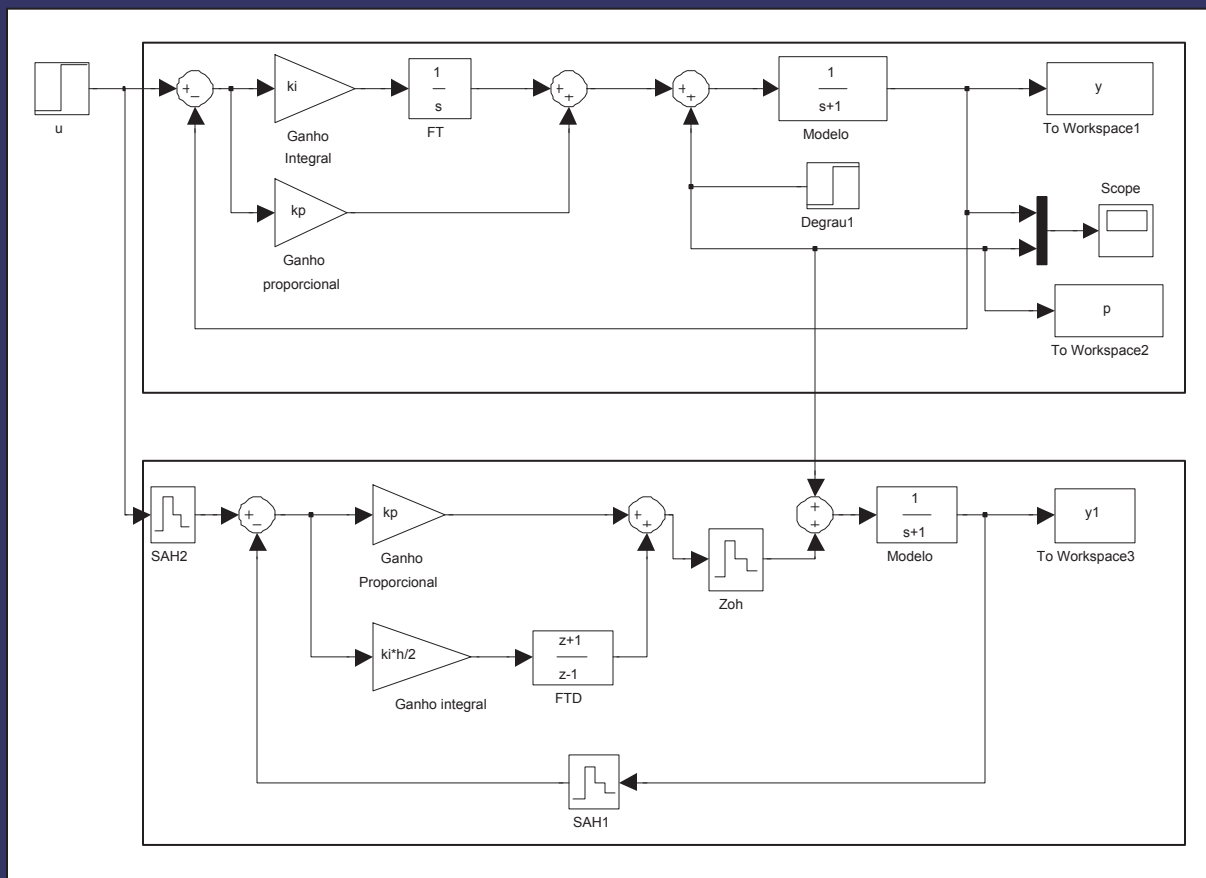 u
+
−
ki
Ganho
Integral
1
s
FT
+
+
kp
Ganho
proporcional
+
+
1
s+1
Modelo
Degrau1
y
To Workspace1
Scope
p
To Workspace2
SAH2
+
−
kp
Ganho
Proporcional
ki*h/2
Ganho integral
z+1
z-1
FTD
+
+
Zoh
+
+
1
s+1
Modelo
y1
To Workspace3
SAH1